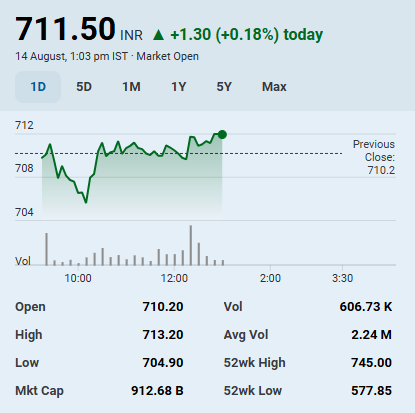 711.50 INR ▲ +1.30 (+0.18%) today
14 August, 1:03 pm IST · Market Open
1D 5D 1M 1Y 5Y Max
712
Previous
Close:
710.2
708
704
Vol
10:00 12:00 2:00 3:30
Open 710.20 Vol 606.73 K
High 713.20 Avg Vol 2.24 M
Low 704.90 52wk High 745.00
Mkt Cap 912.68 B 52wk Low 577.85